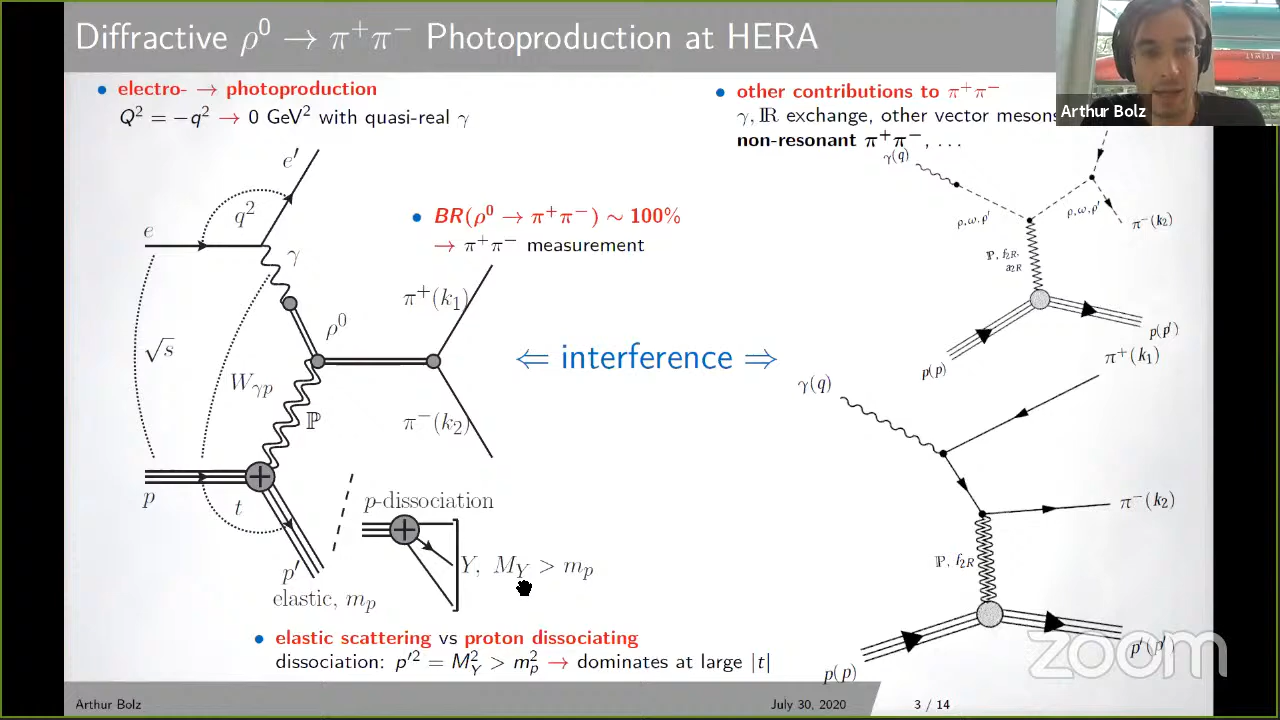 Diffractive ρ⁰ → π⁺π⁻ Photoproduction at HERA
• electro- → photoproduction
Q² = −q² → 0 GeV² with quasi-real γ
• other contributions to π⁺π⁻
γ, ℝ exchange, other vector mesons
non-resonant π⁺π⁻, . . .
Arthur Bolz
e′
q²
e
γ
• BR(ρ⁰ → π⁺π⁻) ∼ 100%
→ π⁺π⁻ measurement
π⁺(k₁)
ρ⁰
√s
W_γp
ℙ
π⁻(k₂)
p
t
p′
elastic, m_p
p-dissociation
Y, M_Y > m_p
⇐ interference ⇒
γ(q)
ρ, ω, ρ′
ρ, ω, ρ′
π⁻(k₂)
ℙ, f₂R,
a₂R
p(p′)
p(p)
γ(q)
π⁺(k₁)
π⁻(k₂)
ℙ, f₂R
p′(p′)
p(p)
• elastic scattering vs proton dissociating
dissociation: p′² = M_Y² > m_p² → dominates at large |t|
zoom
Arthur Bolz
July 30, 2020
3 / 14